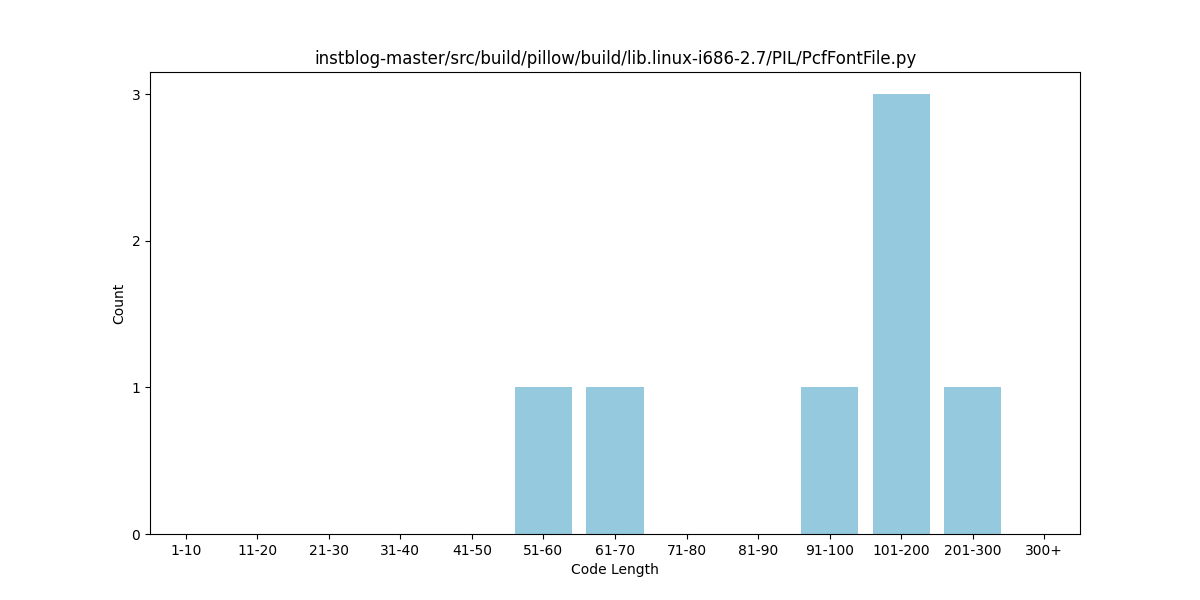 instblog-master/src/build/pillow/build/lib.linux-i686-2.7/PIL/PcfFontFile.py
3
2
1
0
Count
1-10 11-20 21-30 31-40 41-50 51-60 61-70 71-80 81-90 91-100 101-200 201-300 300+
Code Length